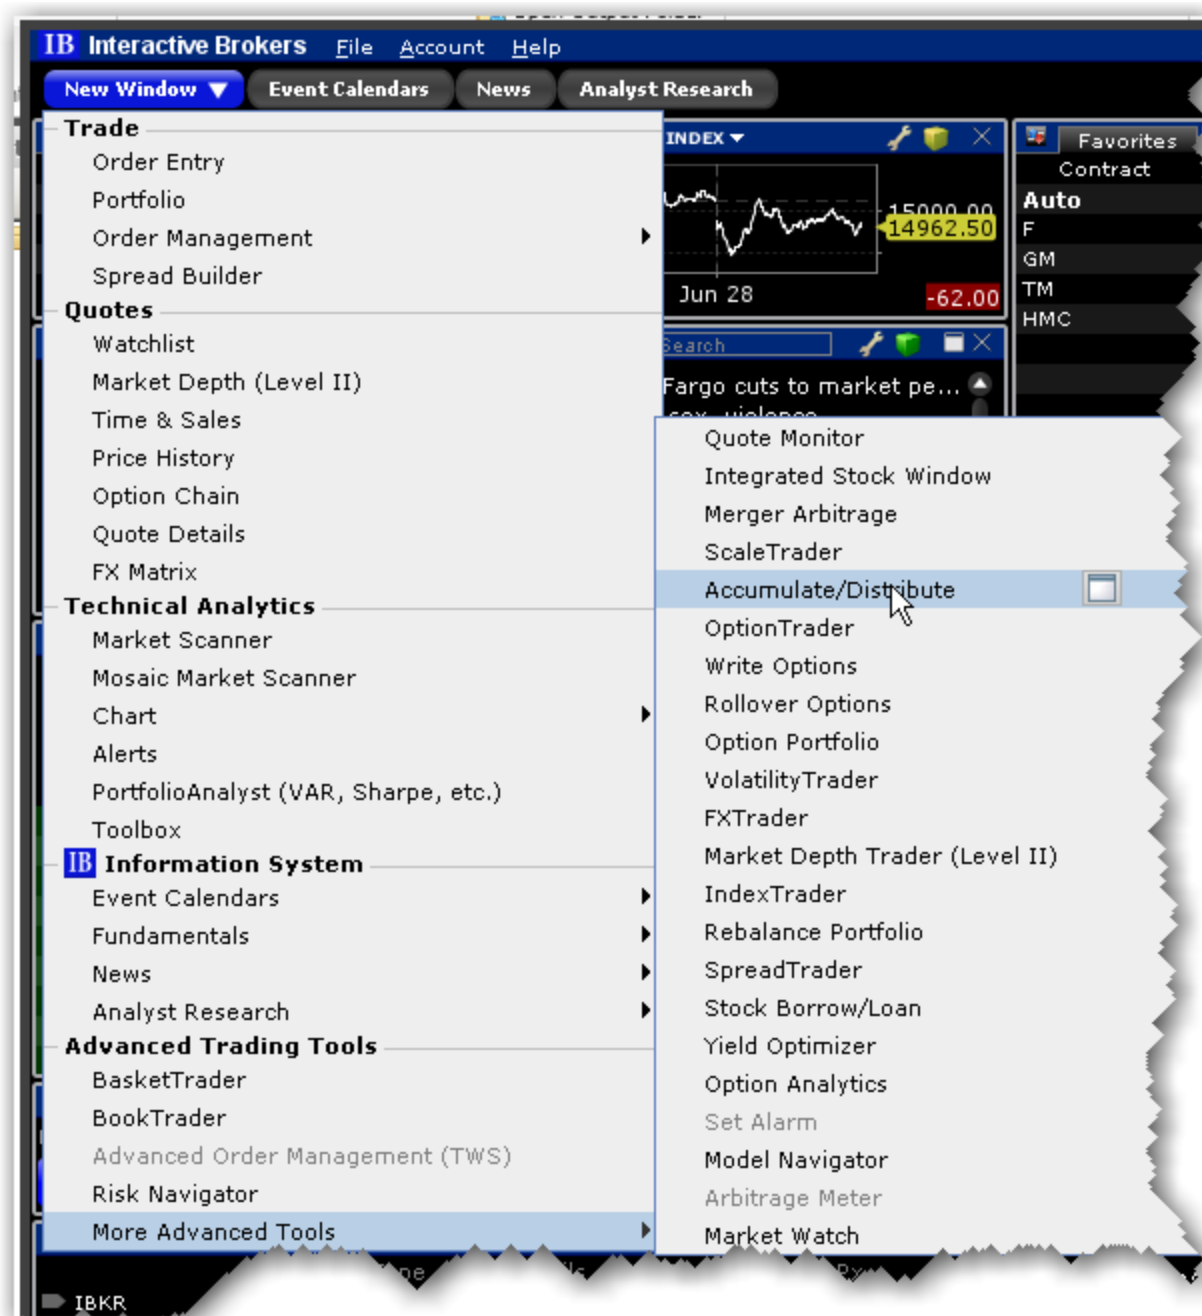 IB Interactive Brokers File Account Help
New Window Event Calendars News Analyst Research
Trade
Order Entry
Portfolio
Order Management
Spread Builder
Quotes
Watchlist
Market Depth (Level II)
Time & Sales
Price History
Option Chain
Quote Details
FX Matrix
Technical Analytics
Market Scanner
Mosaic Market Scanner
Chart
Alerts
PortfolioAnalyst (VAR, Sharpe, etc.)
Toolbox
IB Information System
Event Calendars
Fundamentals
News
Analyst Research
Advanced Trading Tools
BasketTrader
BookTrader
Advanced Order Management (TWS)
Risk Navigator
More Advanced Tools
INDEX
15000.00
14962.50
Jun 28
-62.00
Search
Fargo cuts to market pe...
Favorites
Contract
Auto
F
GM
TM
HMC
Quote Monitor
Integrated Stock Window
Merger Arbitrage
ScaleTrader
Accumulate/Distribute
OptionTrader
Write Options
Rollover Options
Option Portfolio
VolatilityTrader
FXTrader
Market Depth Trader (Level II)
IndexTrader
Rebalance Portfolio
SpreadTrader
Stock Borrow/Loan
Yield Optimizer
Option Analytics
Set Alarm
Model Navigator
Arbitrage Meter
Market Watch
IBKR